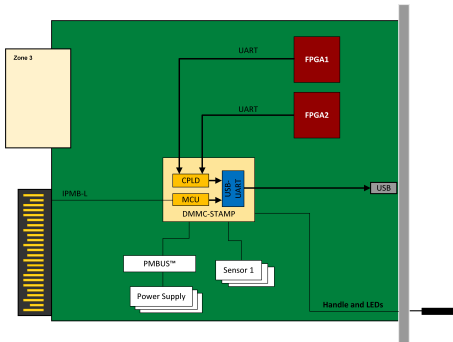 Zone 3
UART
FPGA1
UART
FPGA2
CPLD
USB-
UART
MCU
USB
IPMB-L
DMMC-STAMP
PMBUS™
Sensor 1
Power Supply
Handle and LEDs